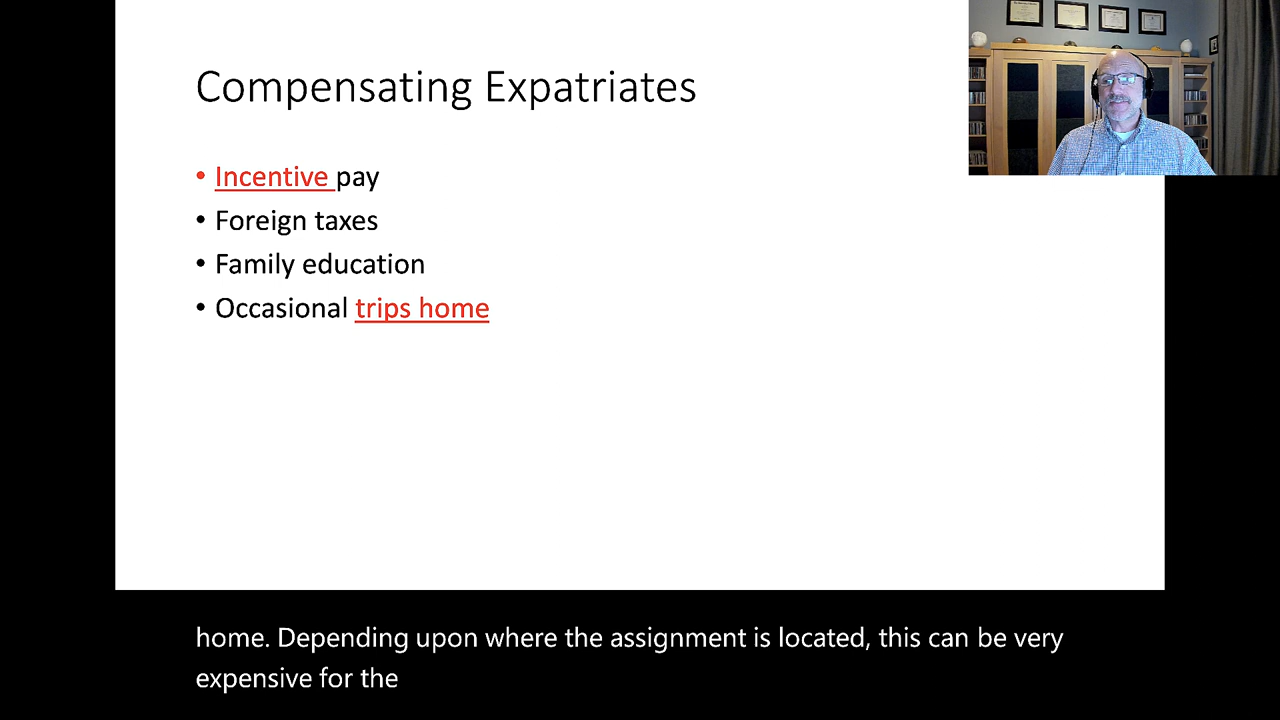 Compensating Expatriates
• Incentive pay
• Foreign taxes
• Family education
• Occasional trips home
home. Depending upon where the assignment is located, this can be very
expensive for the